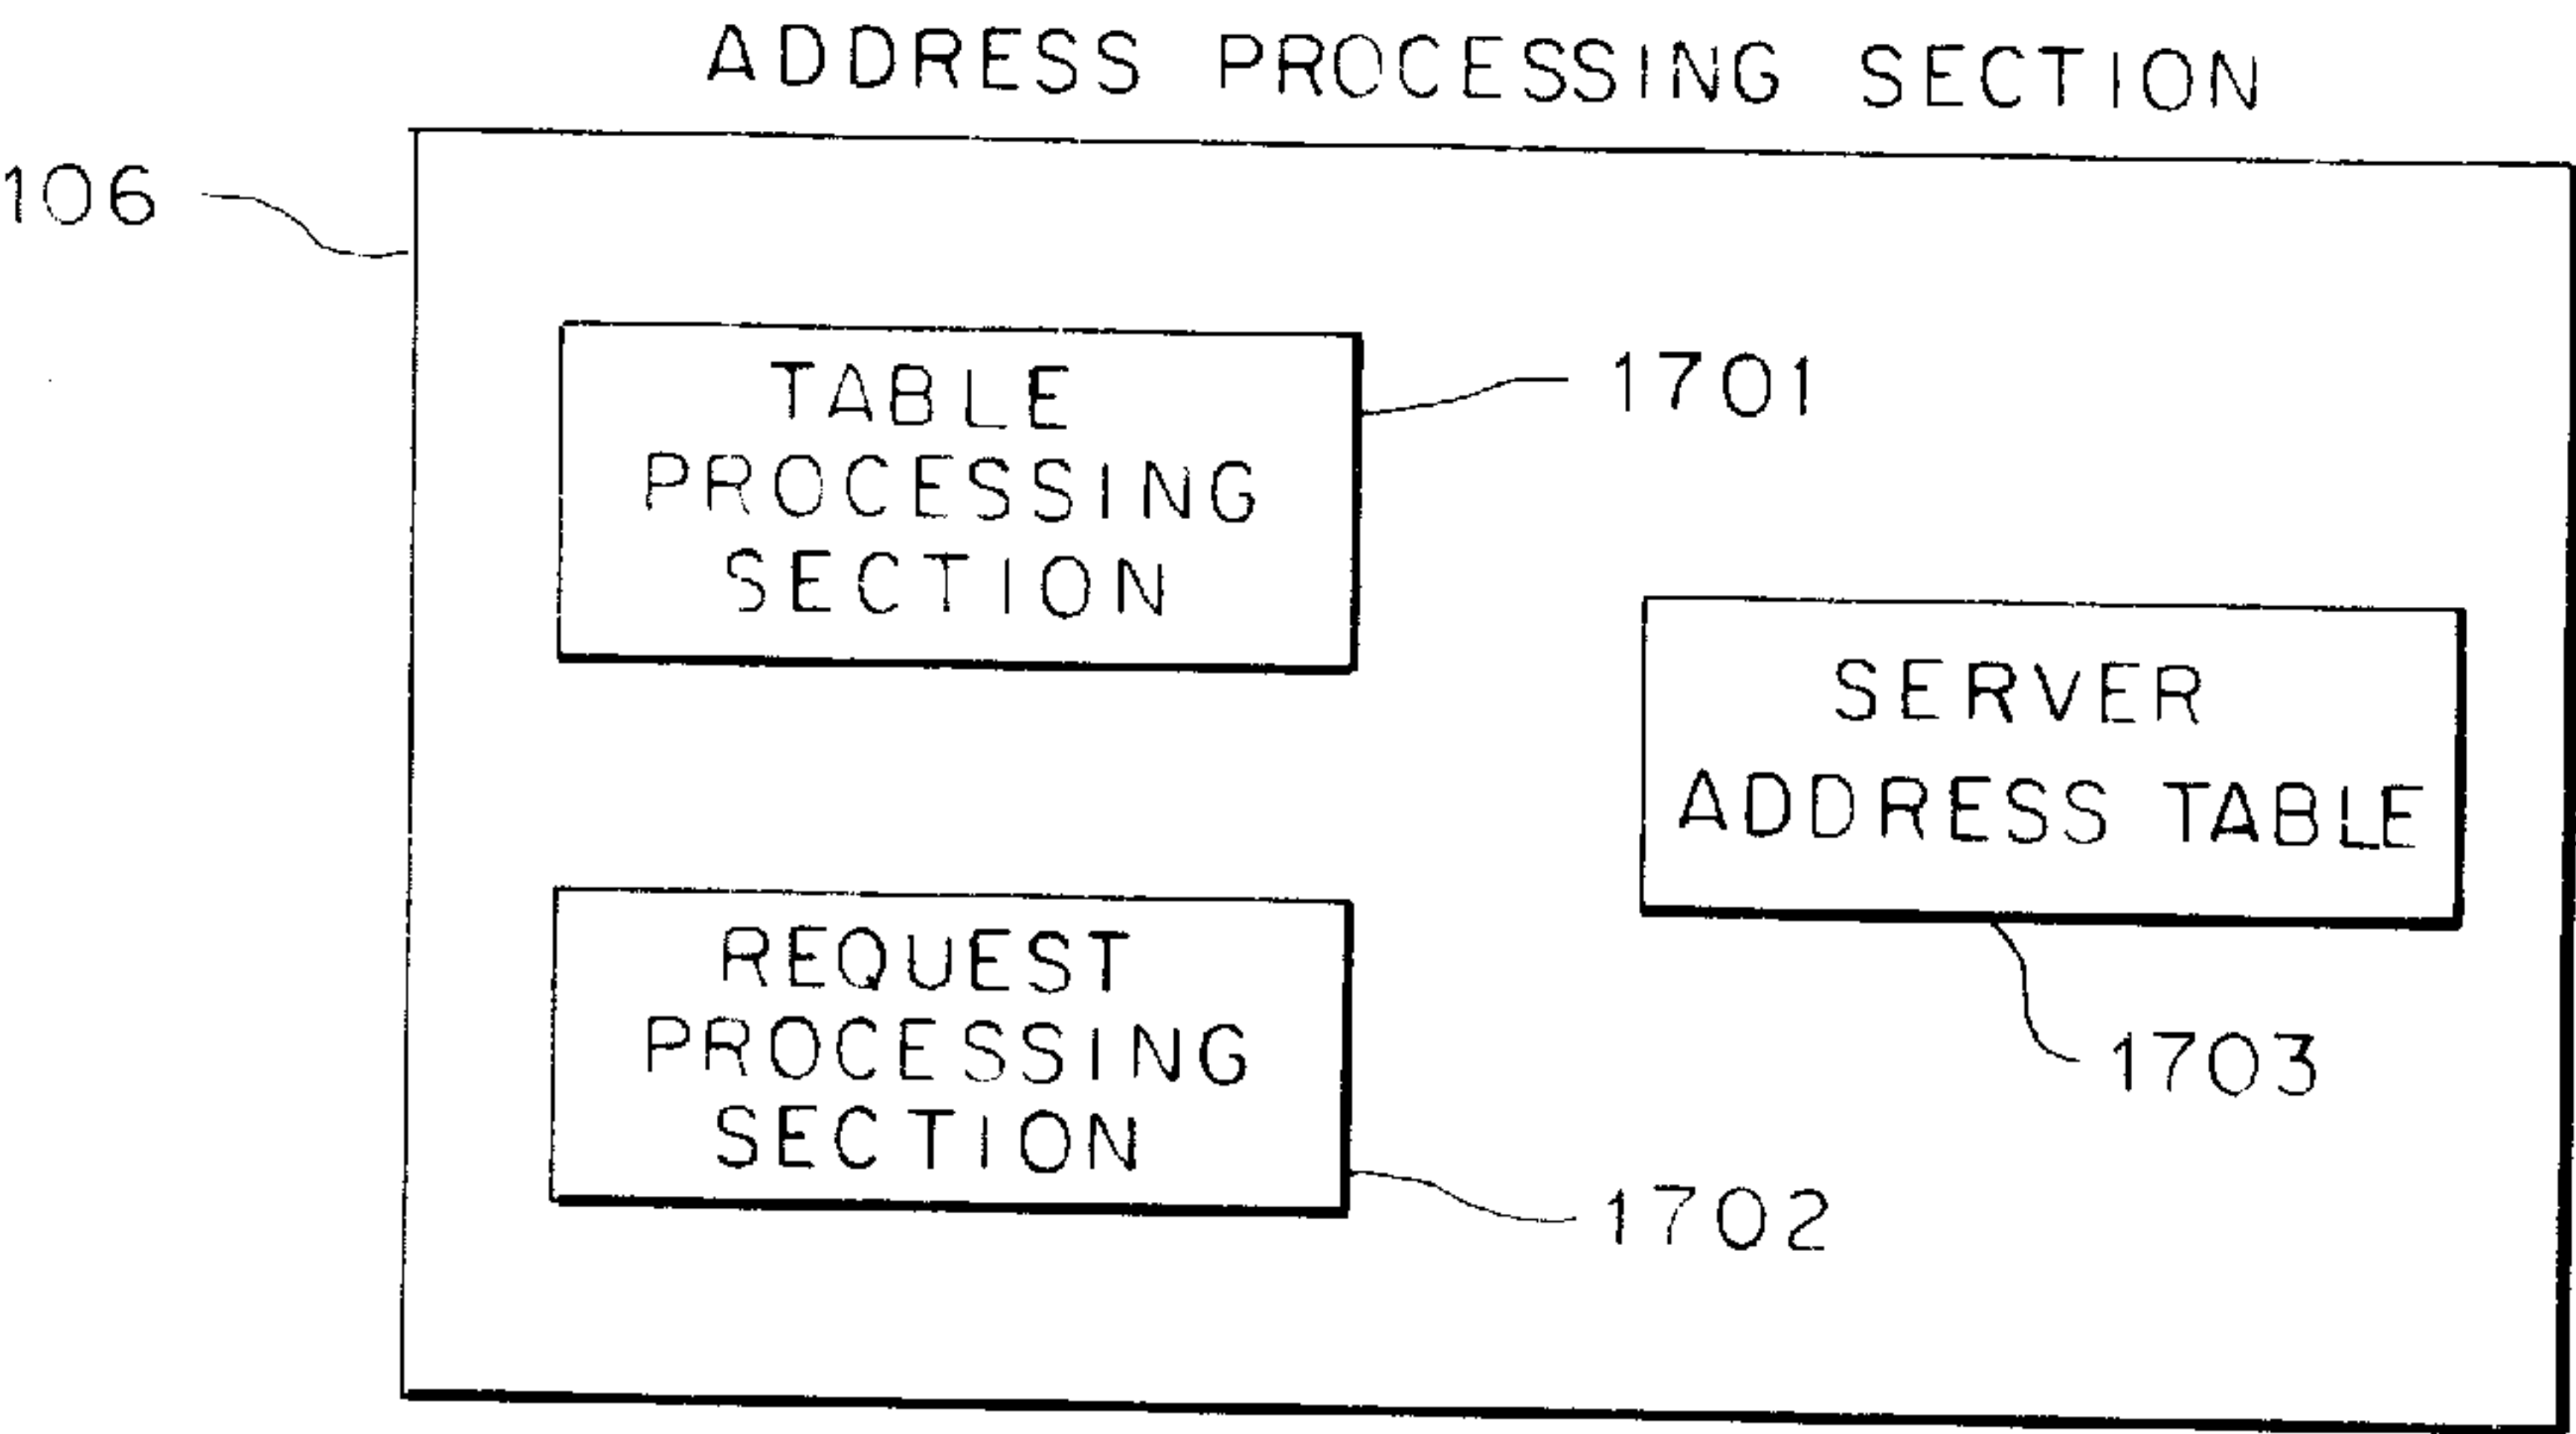 ADDRESS PROCESSING SECTION
106
TABLE
PROCESSING
SECTION
1701
SERVER
ADDRESS TABLE
1703
REQUEST
PROCESSING
SECTION
1702